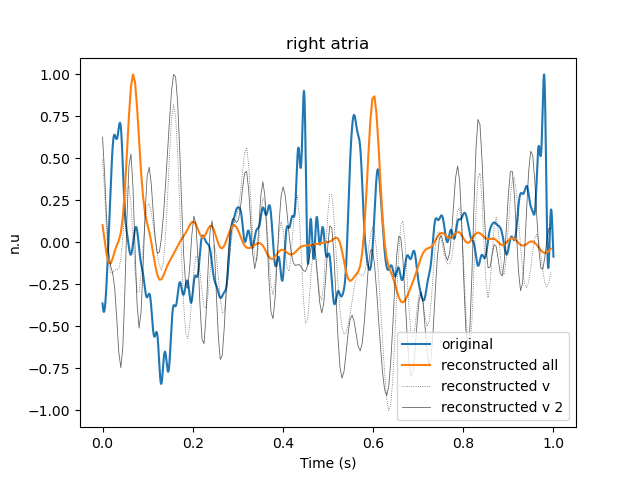 right atria
1.00
0.75
0.50
0.25
0.00
−0.25
−0.50
−0.75
−1.00
n.u
original
reconstructed all
reconstructed v
reconstructed v 2
0.0 0.2 0.4 0.6 0.8 1.0
Time (s)